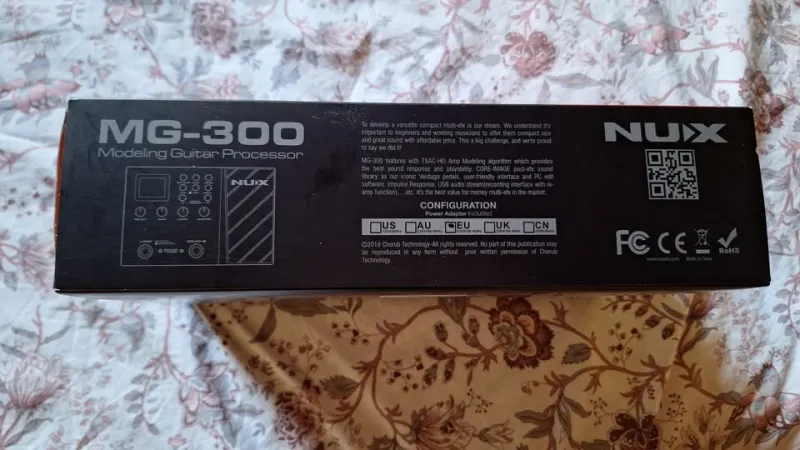 MG-300
Modeling Guitar Processor
NUX
To develop a versatile compact multi-efx is our dream. We understand it's
important to beginners and working musicians to offer them compact size
and great sound with affordable price. This a big challenge, and we're proud
to say we did it!
MG-300 features with TSAC-HD Amp Modeling algorithm which provides
the best sound response and playability, CORE-IMAGE post-efx sound
library as our iconic Verdugo pedals, user-friendly interface and PC edit
software, Impulse Response, USB audio stream(recording interface with re-
amp function).....etc, it's the best value for money multi-efx in the market.
CONFIGURATION
Power Adapter Included
US AU EU UK CN
©2019 Cherub Technology-All rights reserved. No part of this publication may
be reproduced in any form without prior written permission of Cherub
Technology.
NUX
FC CE RoHS
www.nuxefx.com Made in China